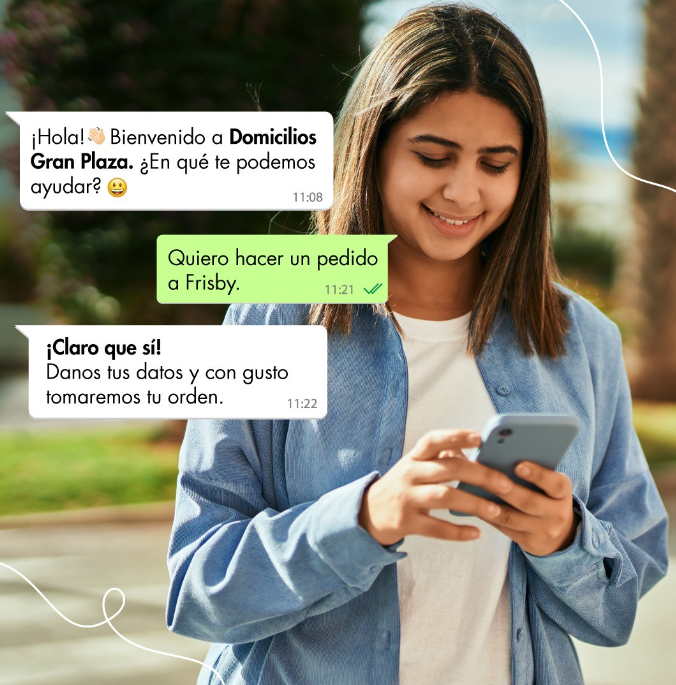 ¡Hola!👋🏻 Bienvenido a Domicilios
Gran Plaza. ¿En qué te podemos
ayudar? 😀
11:08
Quiero hacer un pedido
a Frisby.
11:21
¡Claro que sí!
Danos tus datos y con gusto
tomaremos tu orden.
11:22